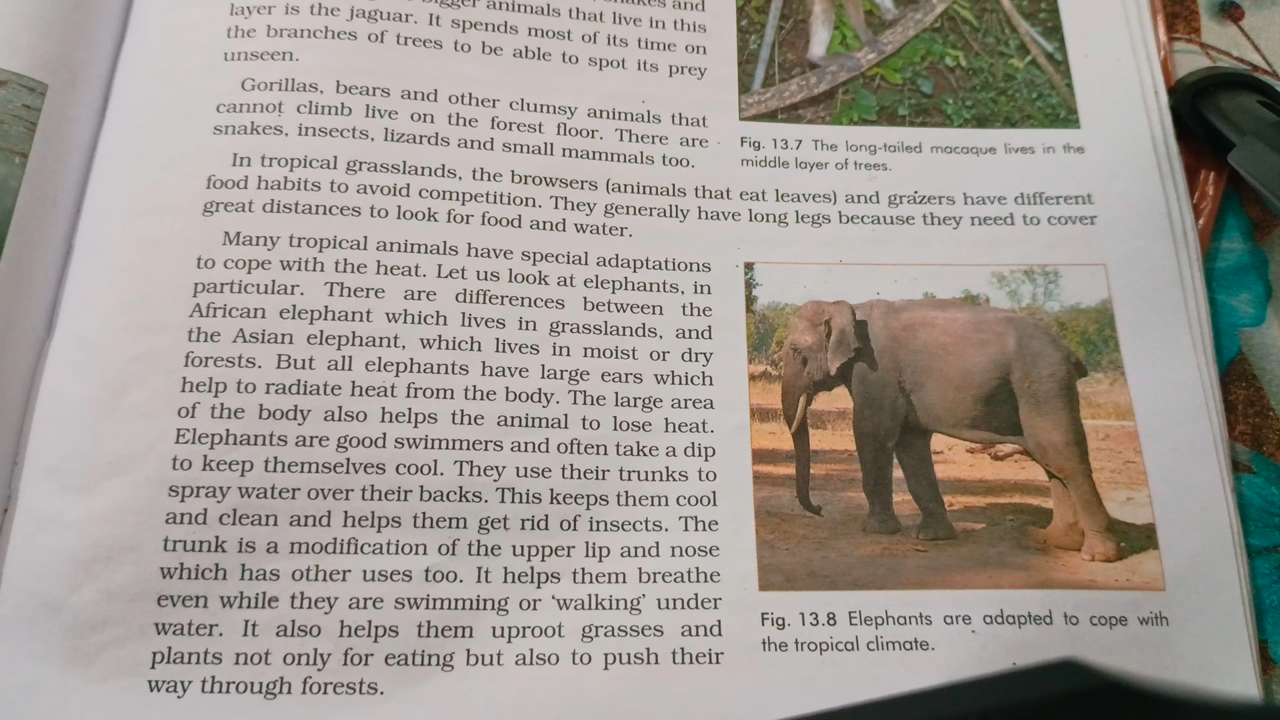 bigger animals that live in this
layer is the jaguar. It spends most of its time on
the branches of trees to be able to spot its prey
unseen.
Gorillas, bears and other clumsy animals that
cannot climb live on the forest floor. There are
snakes, insects, lizards and small mammals too.
Fig. 13.7 The long-tailed macaque lives in the
middle layer of trees.
In tropical grasslands, the browsers (animals that eat leaves) and grazers have different
food habits to avoid competition. They generally have long legs because they need to cover
great distances to look for food and water.
Many tropical animals have special adaptations
to cope with the heat. Let us look at elephants, in
particular. There are differences between the
African elephant which lives in grasslands, and
the Asian elephant, which lives in moist or dry
forests. But all elephants have large ears which
help to radiate heat from the body. The large area
of the body also helps the animal to lose heat.
Elephants are good swimmers and often take a dip
to keep themselves cool. They use their trunks to
spray water over their backs. This keeps them cool
and clean and helps them get rid of insects. The
trunk is a modification of the upper lip and nose
which has other uses too. It helps them breathe
even while they are swimming or ‘walking’ under
water. It also helps them uproot grasses and
plants not only for eating but also to push their
way through forests.
Fig. 13.8 Elephants are adapted to cope with
the tropical climate.